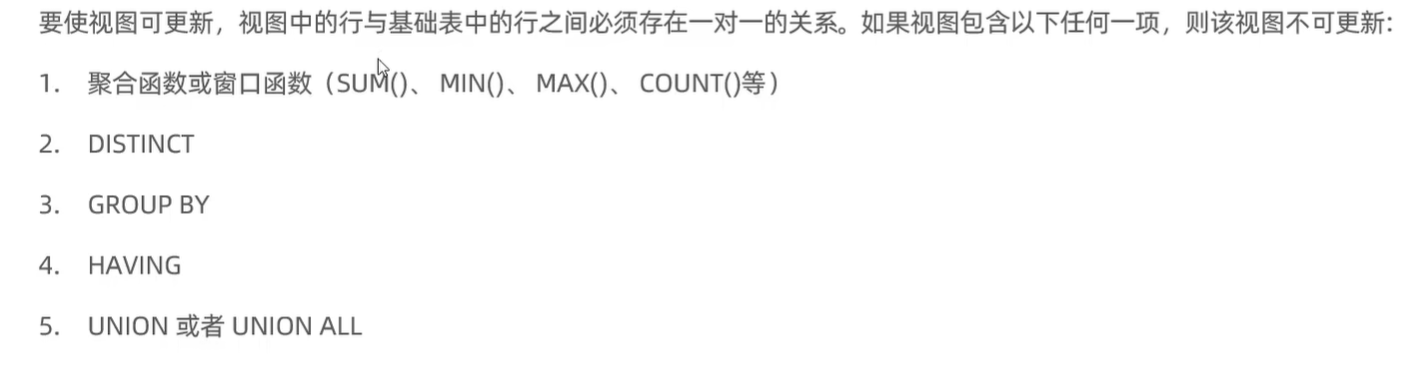 要使视图可更新，视图中的行与基础表中的行之间必须存在一对一的关系。如果视图包含以下任何一项，则该视图不可更新:
1. 聚合函数或窗口函数（SUM()、 MIN()、 MAX()、 COUNT()等）
2. DISTINCT
3. GROUP BY
4. HAVING
5. UNION 或者 UNION ALL